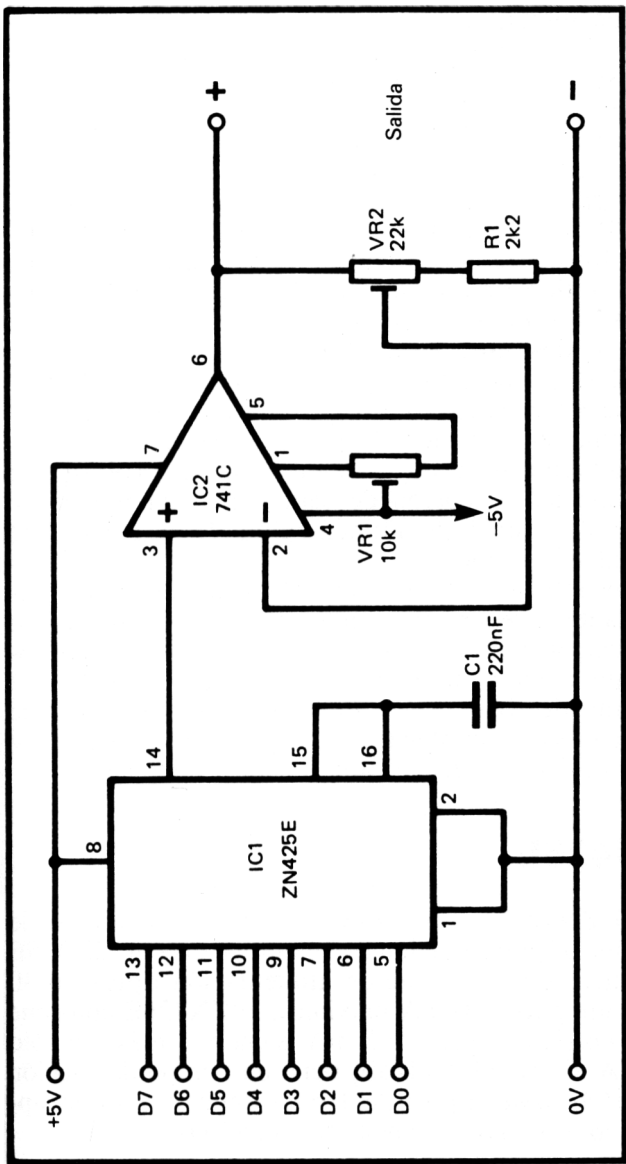 +5V
D7
D6
D5
D4
D3
D2
D1
D0
0V
13
12
11
10
9
7
6
5
8
IC1
ZN425E
14
15
16
1
2
C1
220nF
3
+
IC2
741C
−
2
7
6
5
1
4
VR1
10k
−5V
+
Salida
VR2
22k
R1
2k2
−